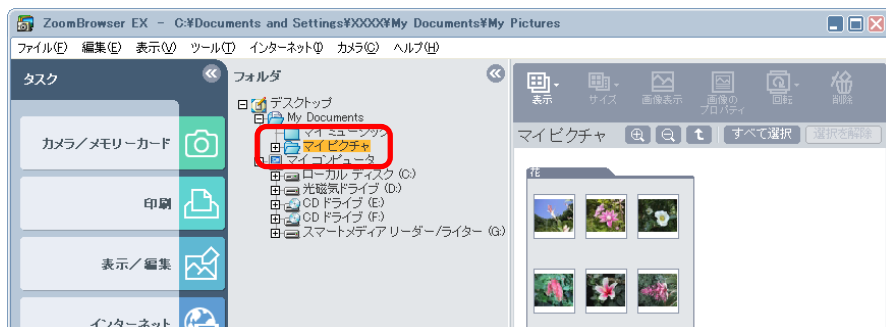 ZoomBrowser EX - C:¥Documents and Settings¥XXXX¥My Documents¥My Pictures
ファイル(F) 編集(E) 表示(V) ツール(T) インターネット(I) カメラ(C) ヘルプ(H)
タスク
カメラ/メモリーカード
印刷
表示/編集
インターネット
フォルダ
デスクトップ
My Documents
マイ ミュージック
マイ ピクチャ
マイ コンピュータ
ローカル ディスク (C:)
光磁気ドライブ (D:)
CD ドライブ (E:)
CD ドライブ (F:)
スマートメディア リーダー/ライター (G:)
表示 サイズ 画像表示 画像のプロパティ 回転 削除
マイ ピクチャ すべて選択 選択を解除
花